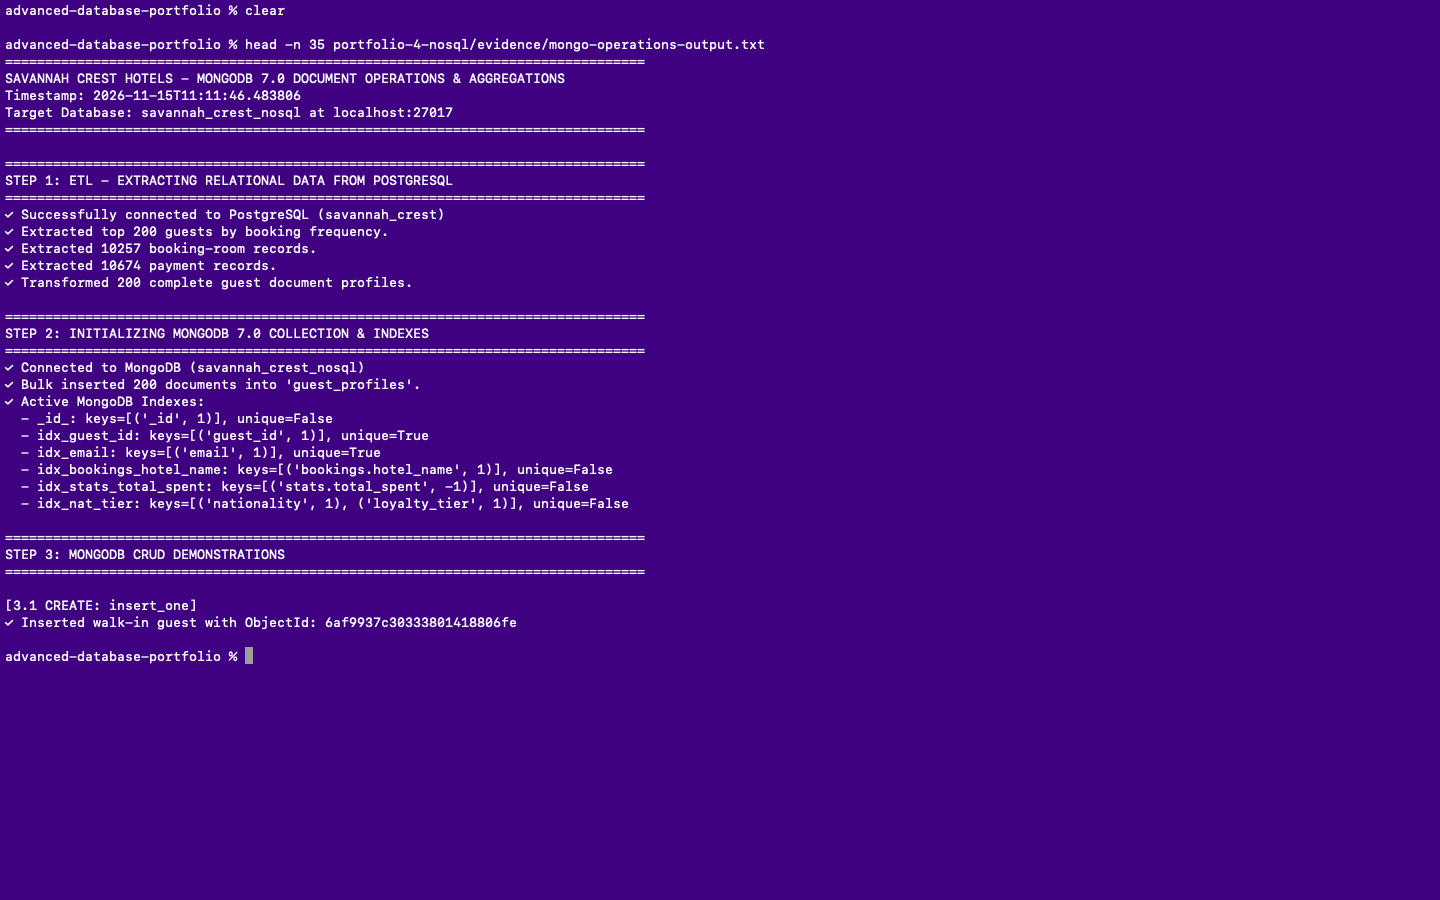 advanced-database-portfolio % clear
advanced-database-portfolio % head -n 35 portfolio-4-nosql/evidence/mongo-operations-output.txt
================================================================================
SAVANNAH CREST HOTELS - MONGODB 7.0 DOCUMENT OPERATIONS & AGGREGATIONS
Timestamp: 2026-11-15T11:11:46.483806
Target Database: savannah_crest_nosql at localhost:27017
================================================================================
================================================================================
STEP 1: ETL - EXTRACTING RELATIONAL DATA FROM POSTGRESQL
================================================================================
✓ Successfully connected to PostgreSQL (savannah_crest)
✓ Extracted top 200 guests by booking frequency.
✓ Extracted 10257 booking-room records.
✓ Extracted 10674 payment records.
✓ Transformed 200 complete guest document profiles.
================================================================================
STEP 2: INITIALIZING MONGODB 7.0 COLLECTION & INDEXES
================================================================================
✓ Connected to MongoDB (savannah_crest_nosql)
✓ Bulk inserted 200 documents into 'guest_profiles'.
✓ Active MongoDB Indexes:
  - _id_: keys=[('_id', 1)], unique=False
  - idx_guest_id: keys=[('guest_id', 1)], unique=True
  - idx_email: keys=[('email', 1)], unique=True
  - idx_bookings_hotel_name: keys=[('bookings.hotel_name', 1)], unique=False
  - idx_stats_total_spent: keys=[('stats.total_spent', -1)], unique=False
  - idx_nat_tier: keys=[('nationality', 1), ('loyalty_tier', 1)], unique=False
================================================================================
STEP 3: MONGODB CRUD DEMONSTRATIONS
================================================================================
[3.1 CREATE: insert_one]
✓ Inserted walk-in guest with ObjectId: 6af9937c30333801418806fe
advanced-database-portfolio %